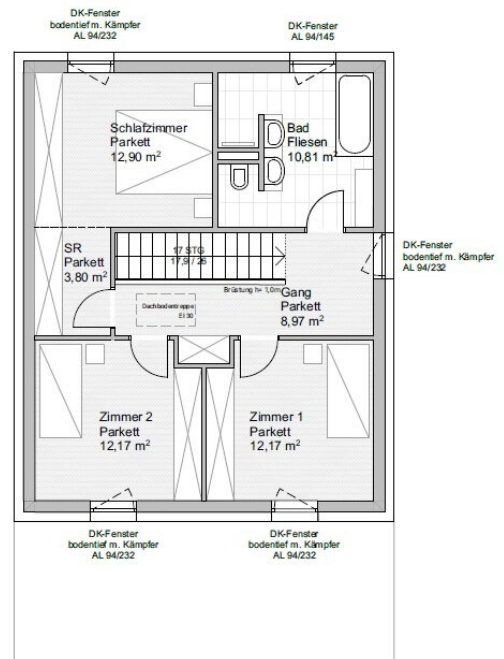 DK-Fenster
bodentief m. Kämpfer
AL 94/232
DK-Fenster
AL 94/145
Schlafzimmer
Parkett
12,90 m²
Bad
Fliesen
10,81 m²
SR
Parkett
3,80 m²
17 STG
17,9 / 26
DK-Fenster
bodentief m. Kämpfer
AL 94/232
Brüstung h= 1,0m
Gang
Parkett
8,97 m²
Dachbodentreppe
EI 30
Zimmer 2
Parkett
12,17 m²
Zimmer 1
Parkett
12,17 m²
DK-Fenster
bodentief m. Kämpfer
AL 94/232
DK-Fenster
bodentief m. Kämpfer
AL 94/232